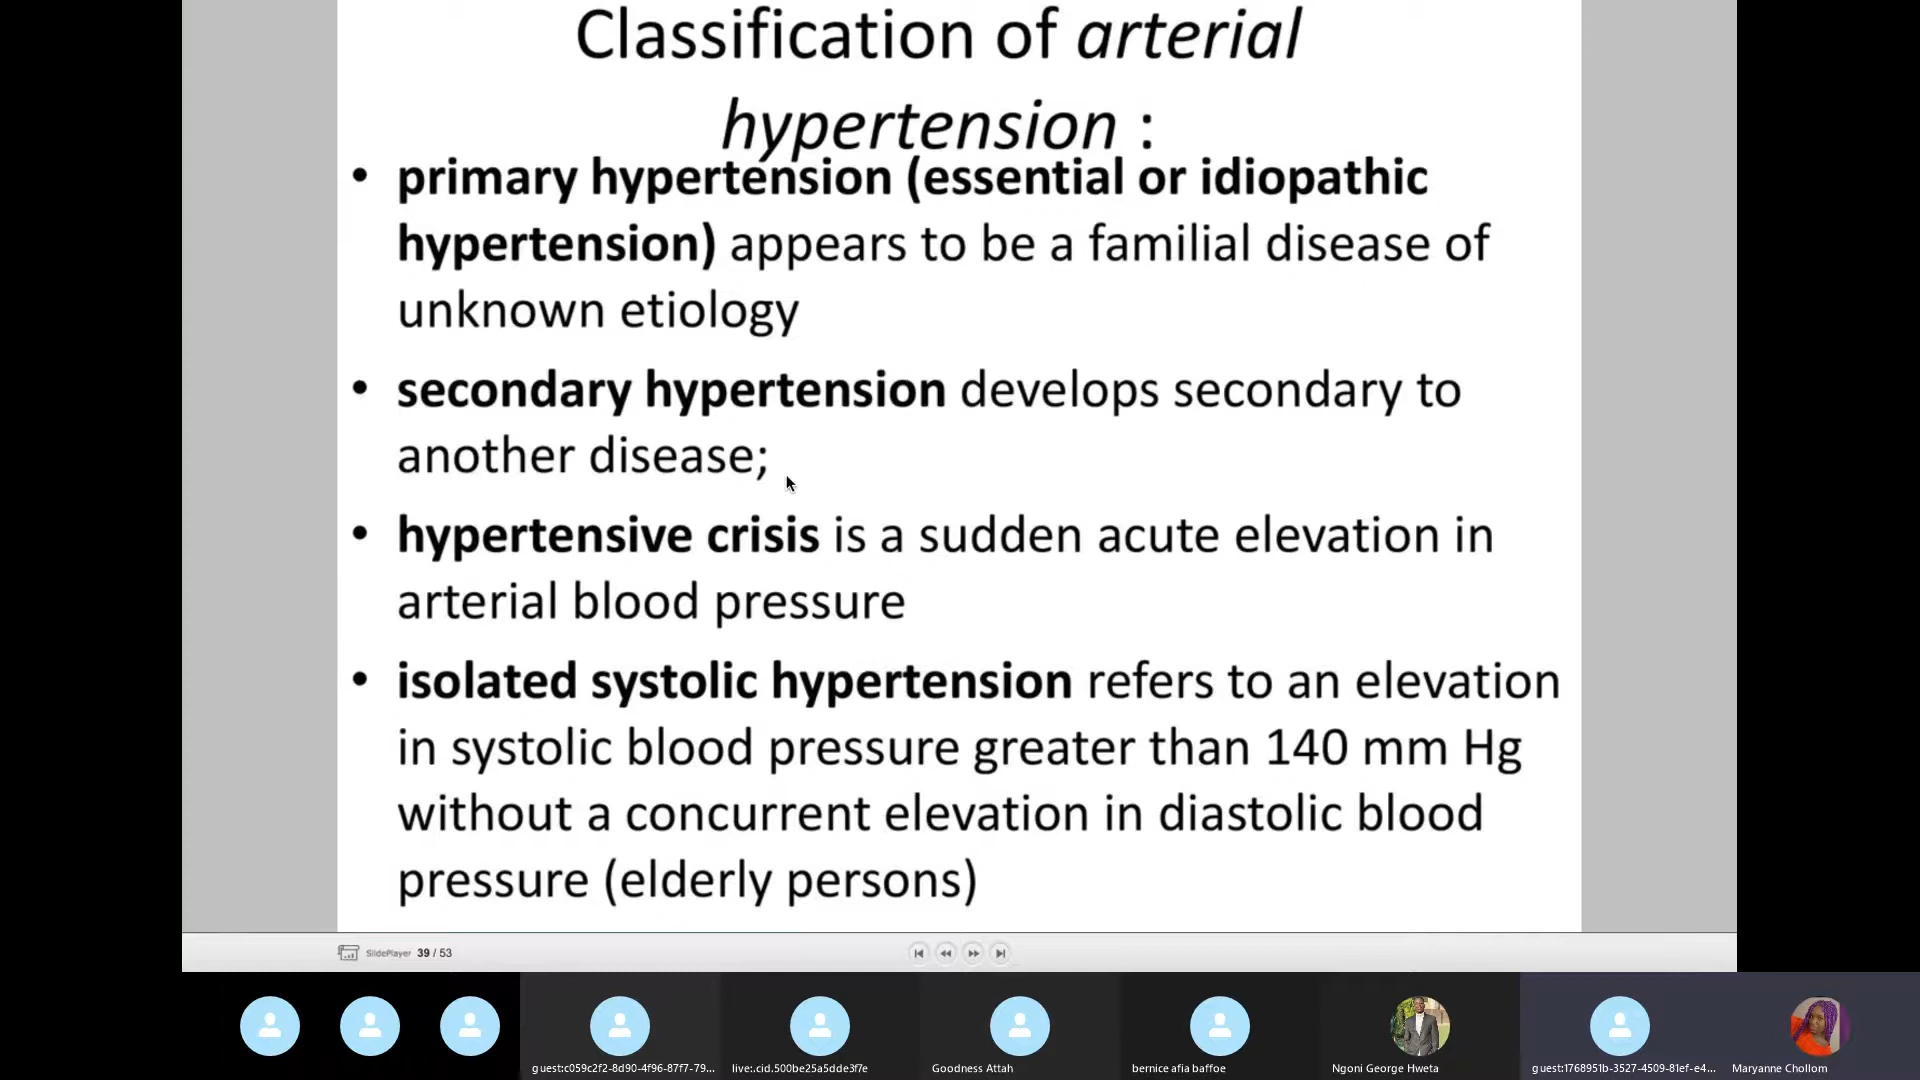 Classification of arterial
hypertension :
• primary hypertension (essential or idiopathic
hypertension) appears to be a familial disease of
unknown etiology
• secondary hypertension develops secondary to
another disease;
• hypertensive crisis is a sudden acute elevation in
arterial blood pressure
• isolated systolic hypertension refers to an elevation
in systolic blood pressure greater than 140 mm Hg
without a concurrent elevation in diastolic blood
pressure (elderly persons)
SlidePlayer 39 / 53
guest:c059c2f2-8d90-4f96-87f7-79...
live:.cid.500be25a5dde3f7e
Goodness Attah
bernice afia baffoe
Ngoni George Hweta
guest:1768951b-3527-4509-81ef-e4...
Maryanne Chollom